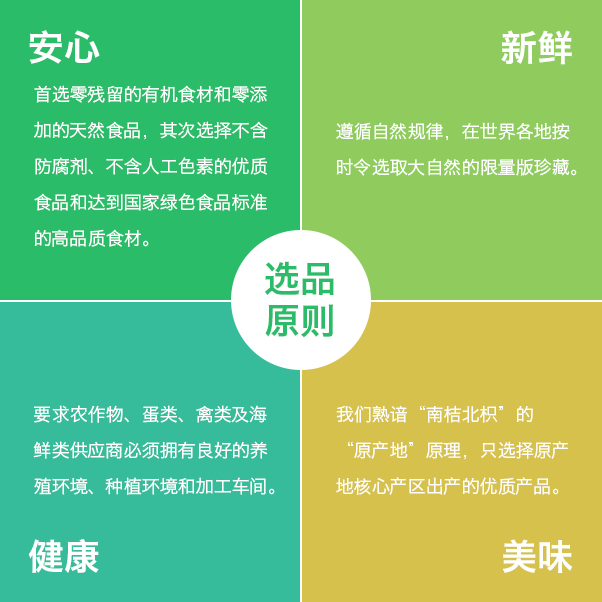 安心
首选零残留的有机食材和零添
加的天然食品，其次选择不含
防腐剂、不含人工色素的优质
食品和达到国家绿色食品标准
的高品质食材。
新鲜
遵循自然规律，在世界各地按
时令选取大自然的限量版珍藏。
选品
原则
要求农作物、蛋类、禽类及海
鲜类供应商必须拥有良好的养
殖环境、种植环境和加工车间。
健康
我们熟谙“南桔北枳”的
“原产地”原理，只选择原产
地核心产区出产的优质产品。
美味